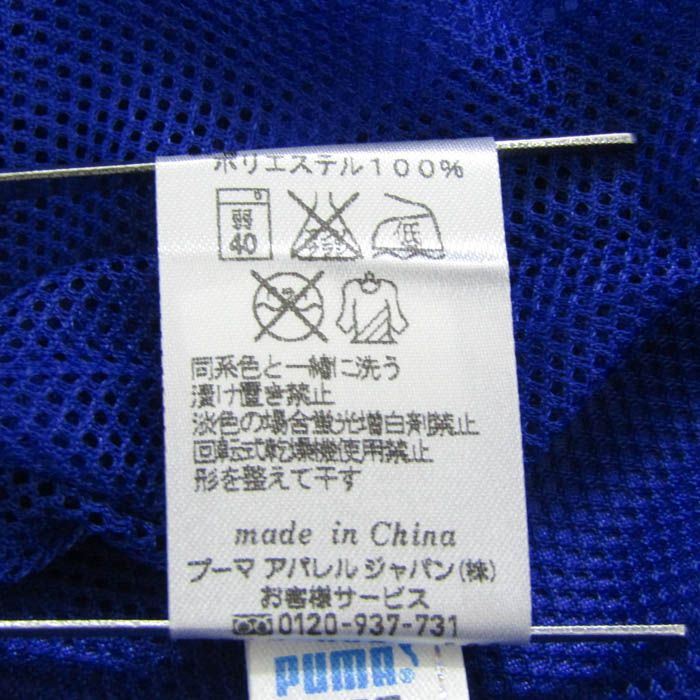 ポリエステル100%
弱
40
低
同系色と一緒に洗う
漬け置き禁止
淡色の場合蛍光増白剤禁止
回転式乾燥機使用禁止
形を整えて干す
made in China
プーマ アパレル ジャパン(株)
お客様サービス
0120-937-731
PUMA